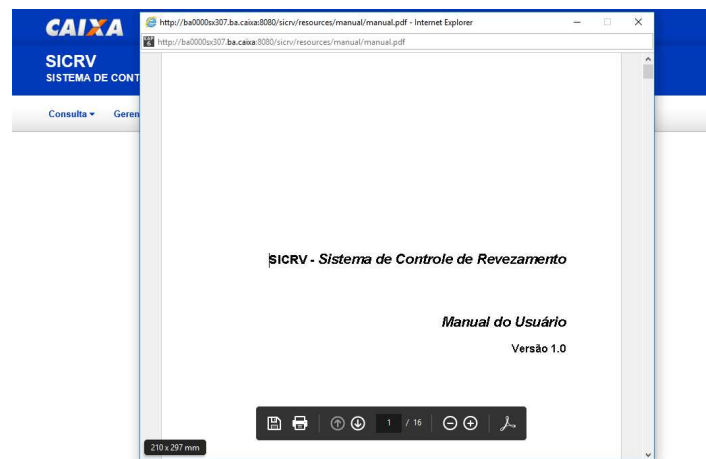 CAIXA
SICRV
SISTEMA DE CONT
Consulta
Geren
http://ba0000sx307.ba.caixa:8080/sicrv/resources/manual/manual.pdf - Internet Explorer
http://ba0000sx307.ba.caixa:8080/sicrv/resources/manual/manual.pdf
SICRV - Sistema de Controle de Revezamento
Manual do Usuário
Versão 1.0
1 / 16
210 x 297 mm